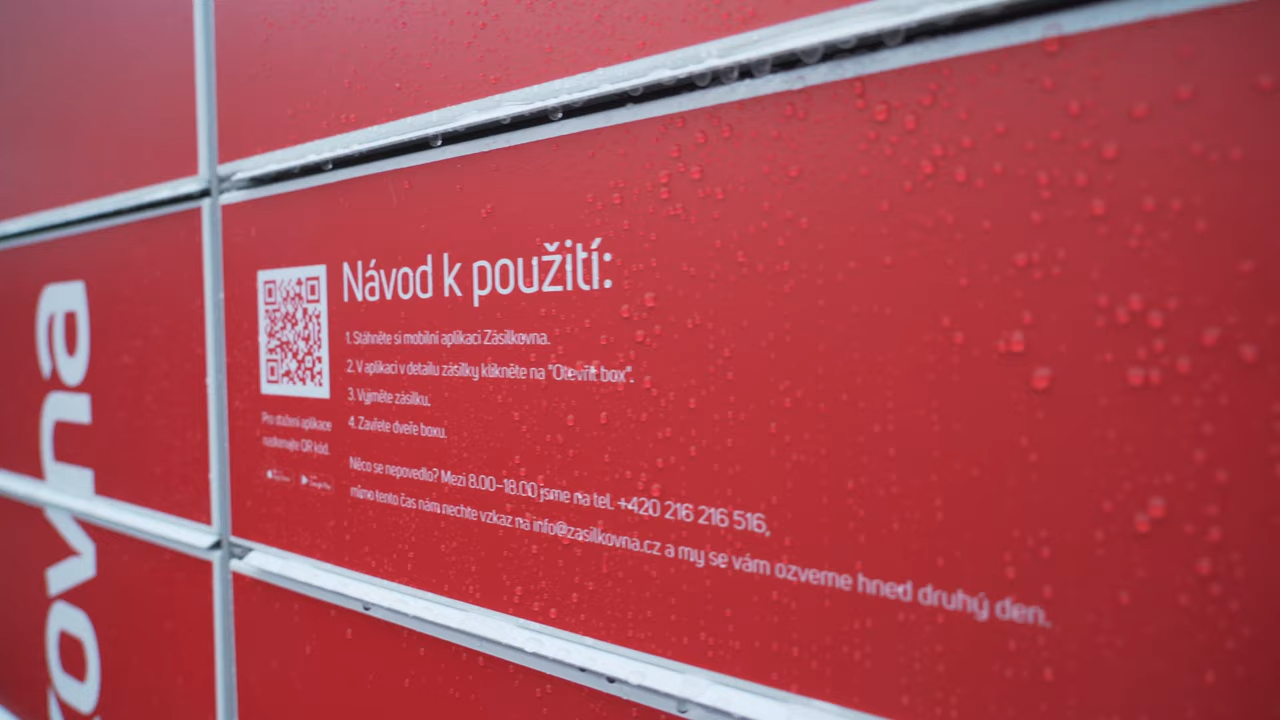 Návod k použití:
1. Stáhněte si mobilní aplikaci Zásilkovna.
2. V aplikaci v detailu zásilky klikněte na "Otevřít box".
3. Vyjměte zásilku.
4. Zavřete dveře boxu.
Něco se nepovedlo? Mezi 8.00–18.00 jsme na tel. +420 216 216 516,
mimo tento čas nám nechte vzkaz na info@zasilkovna.cz a my se vám ozveme hned druhý den.
Pro stažení aplikace
naskenujte QR kód.
ovna